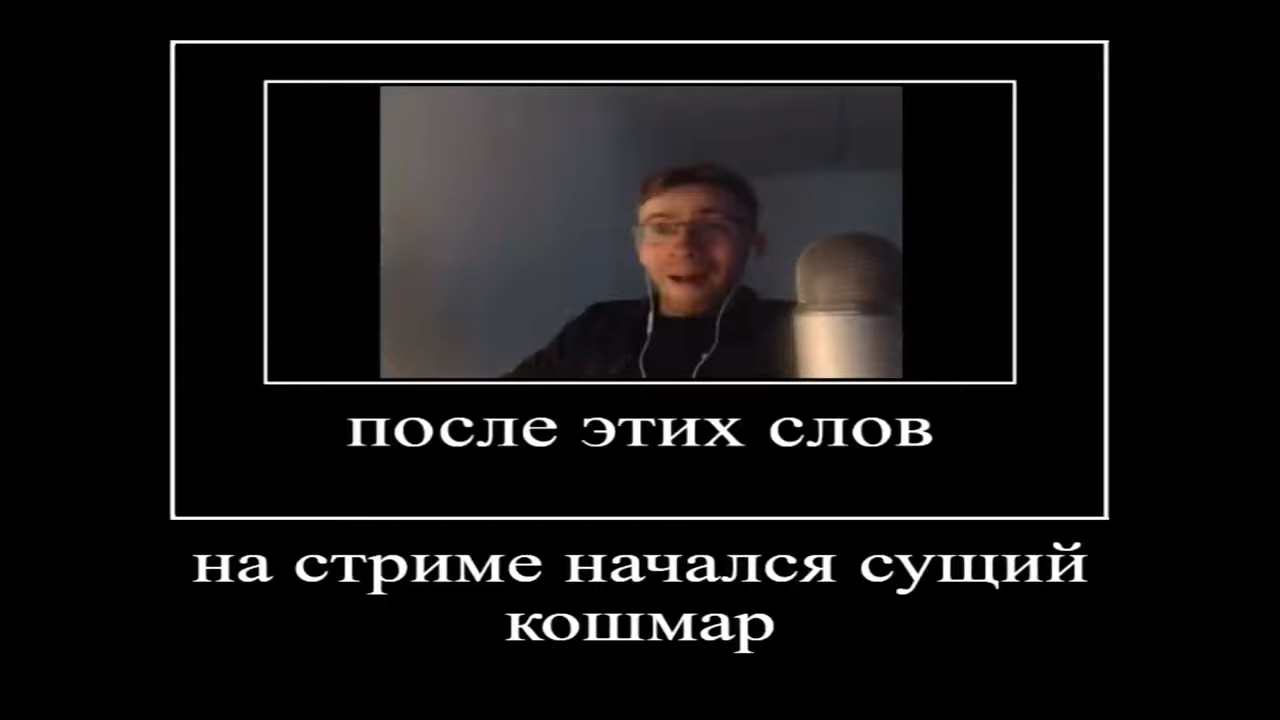 после этих слов
на стриме начался сущий
кошмар